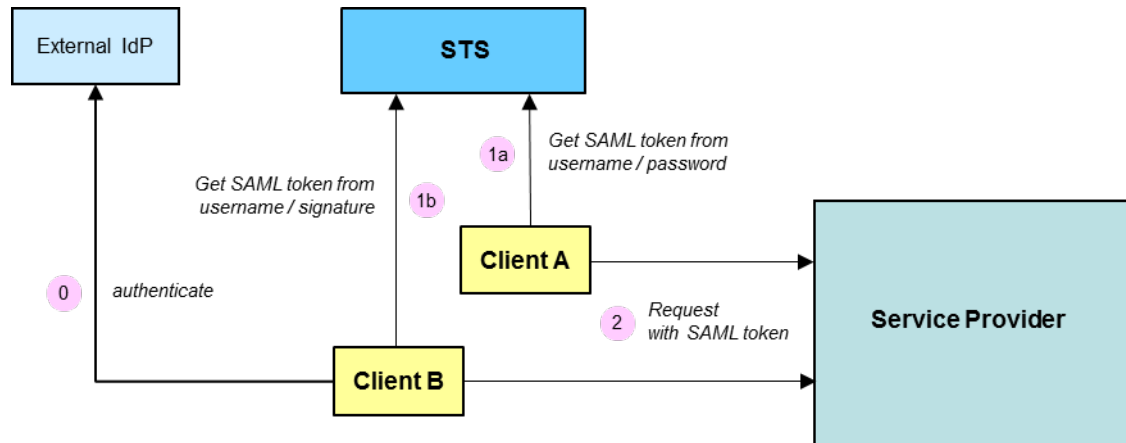 External IdP
STS
1a
Get SAML token from
username / password
Get SAML token from
username / signature
1b
Client A
0
authenticate
2
Request
with SAML token
Service Provider
Client B